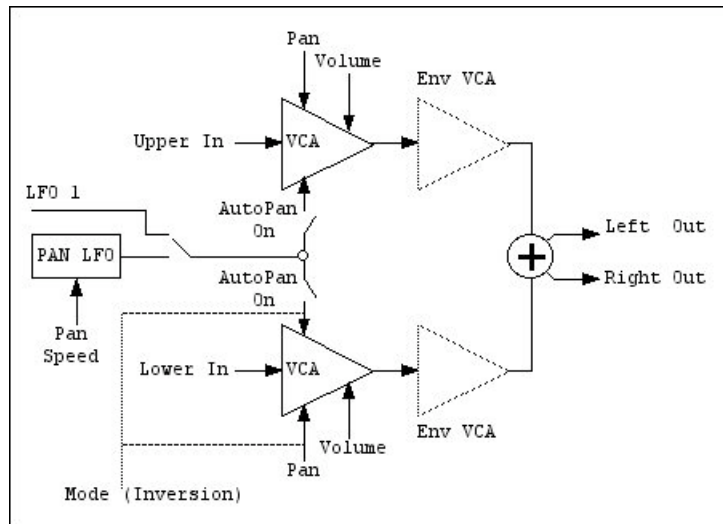 Pan
Volume
Env VCA
Upper In
VCA
LFO 1
AutoPan
On
PAN LFO
Left Out
Right Out
AutoPan
On
Pan
Speed
Lower In
VCA
Env VCA
Volume
Pan
Mode (Inversion)